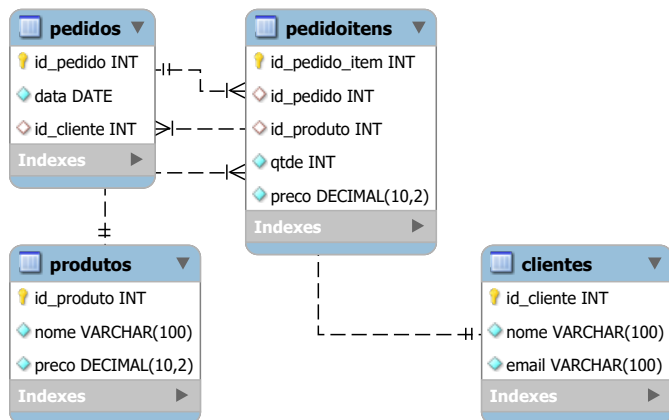 pedidos
id_pedido INT
data DATE
id_cliente INT
Indexes
pedidoitens
id_pedido_item INT
id_pedido INT
id_produto INT
qtde INT
preco DECIMAL(10,2)
Indexes
produtos
id_produto INT
nome VARCHAR(100)
preco DECIMAL(10,2)
Indexes
clientes
id_cliente INT
nome VARCHAR(100)
email VARCHAR(100)
Indexes